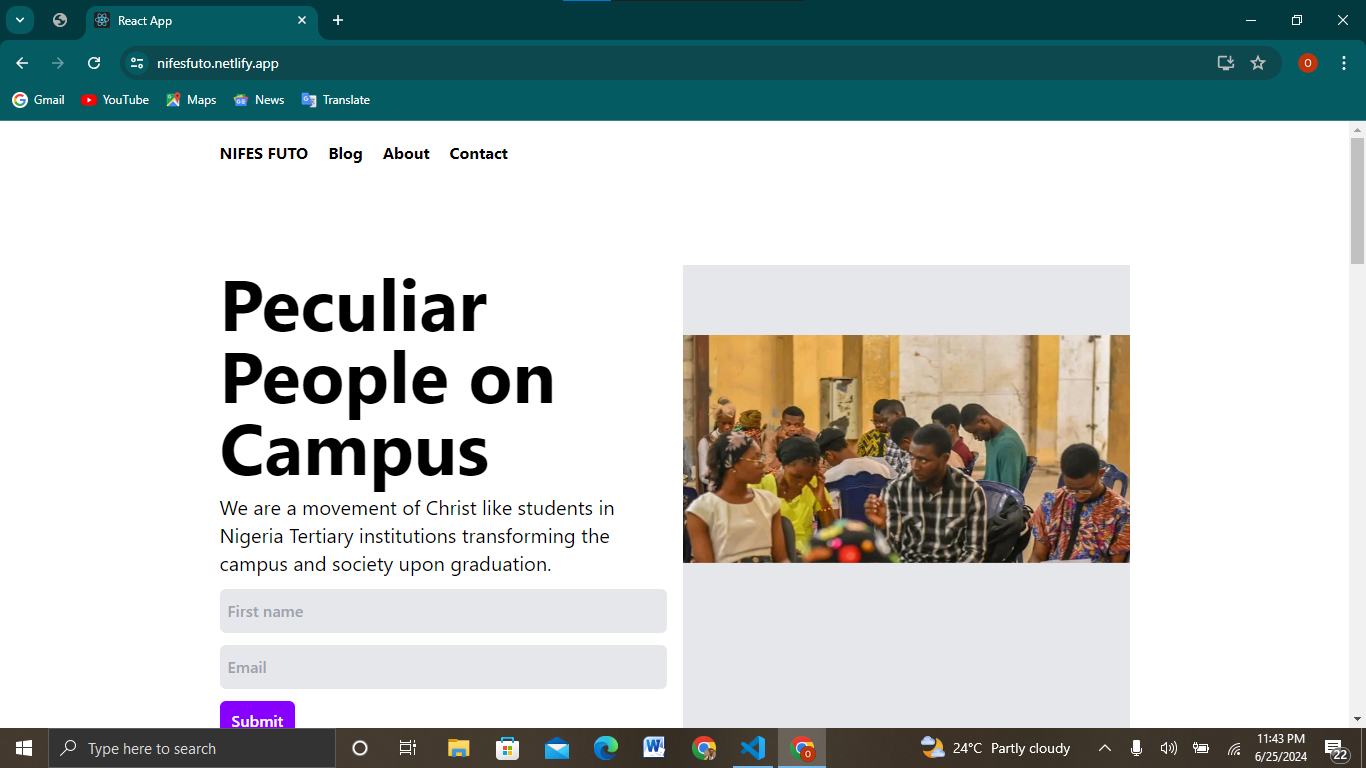 React App
nifesfuto.netlify.app
O
Gmail YouTube Maps News Translate
NIFES FUTO Blog About Contact
Peculiar
People on
Campus
We are a movement of Christ like students in
Nigeria Tertiary institutions transforming the
campus and society upon graduation.
First name
Email
Submit
Type here to search
24°C Partly cloudy
11:43 PM
6/25/2024
22